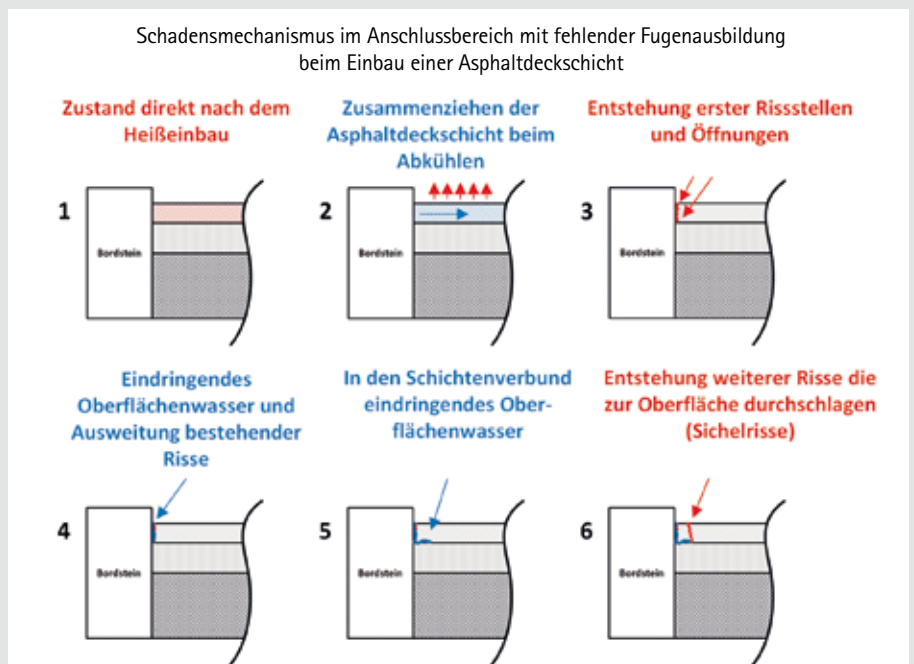 Schadensmechanismus im Anschlussbereich mit fehlender Fugenausbildung
beim Einbau einer Asphaltdeckschicht
Zustand direkt nach dem
Heißeinbau
1
Bordstein
Zusammenziehen der
Asphaltdeckschicht beim
Abkühlen
2
Bordstein
Entstehung erster Rissstellen
und Öffnungen
3
Bordstein
Eindringendes
Oberflächenwasser und
Ausweitung bestehender
Risse
4
Bordstein
In den Schichtenverbund
eindringendes Ober-
flächenwasser
5
Bordstein
Entstehung weiterer Risse die
zur Oberfläche durchschlagen
(Sichelrisse)
6
Bordstein